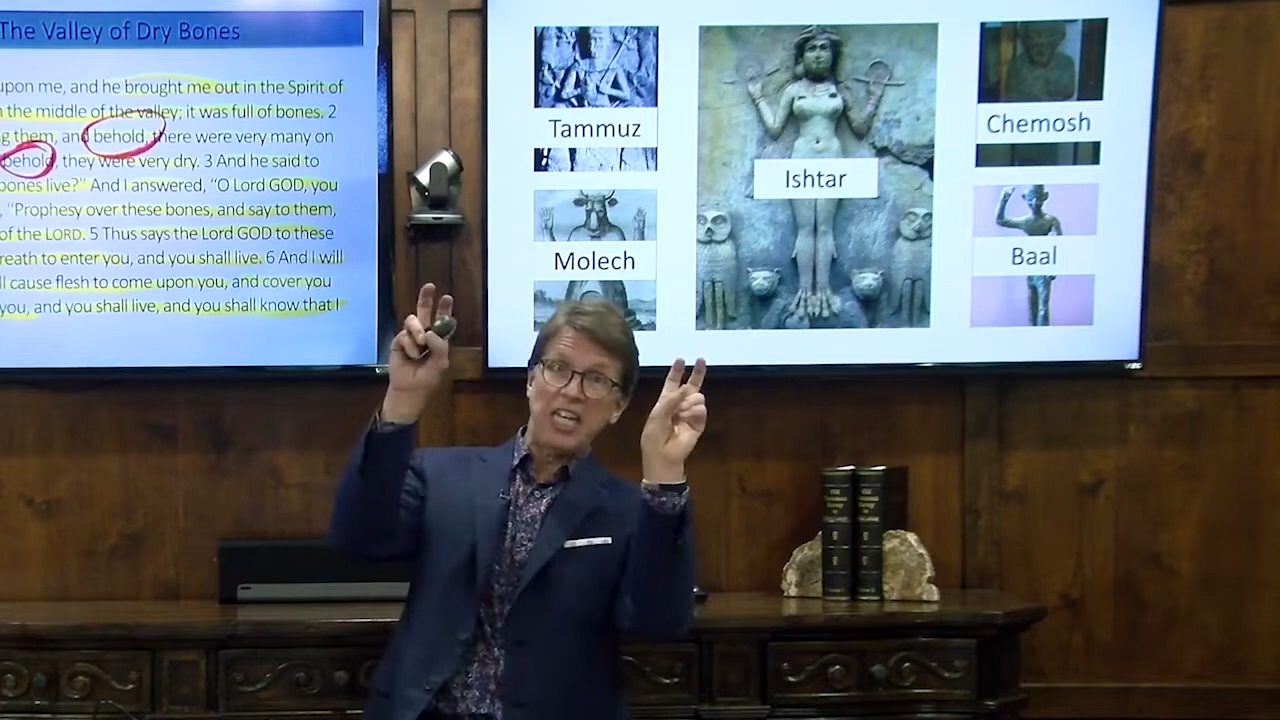 The Valley of Dry Bones
upon me, and he brought me out in the Spirit of
the middle of the valley; it was full of bones. 2
them, and behold, there were very many on
behold, they were very dry. 3 And he said to
bones live?” And I answered, “O Lord GOD, you
“Prophesy over these bones, and say to them,
of the LORD. 5 Thus says the Lord GOD to these
breath to enter you, and you shall live. 6 And I will
cause flesh to come upon you, and cover you
you, and you shall live, and you shall know that I
Tammuz
Molech
Ishtar
Chemosh
Baal